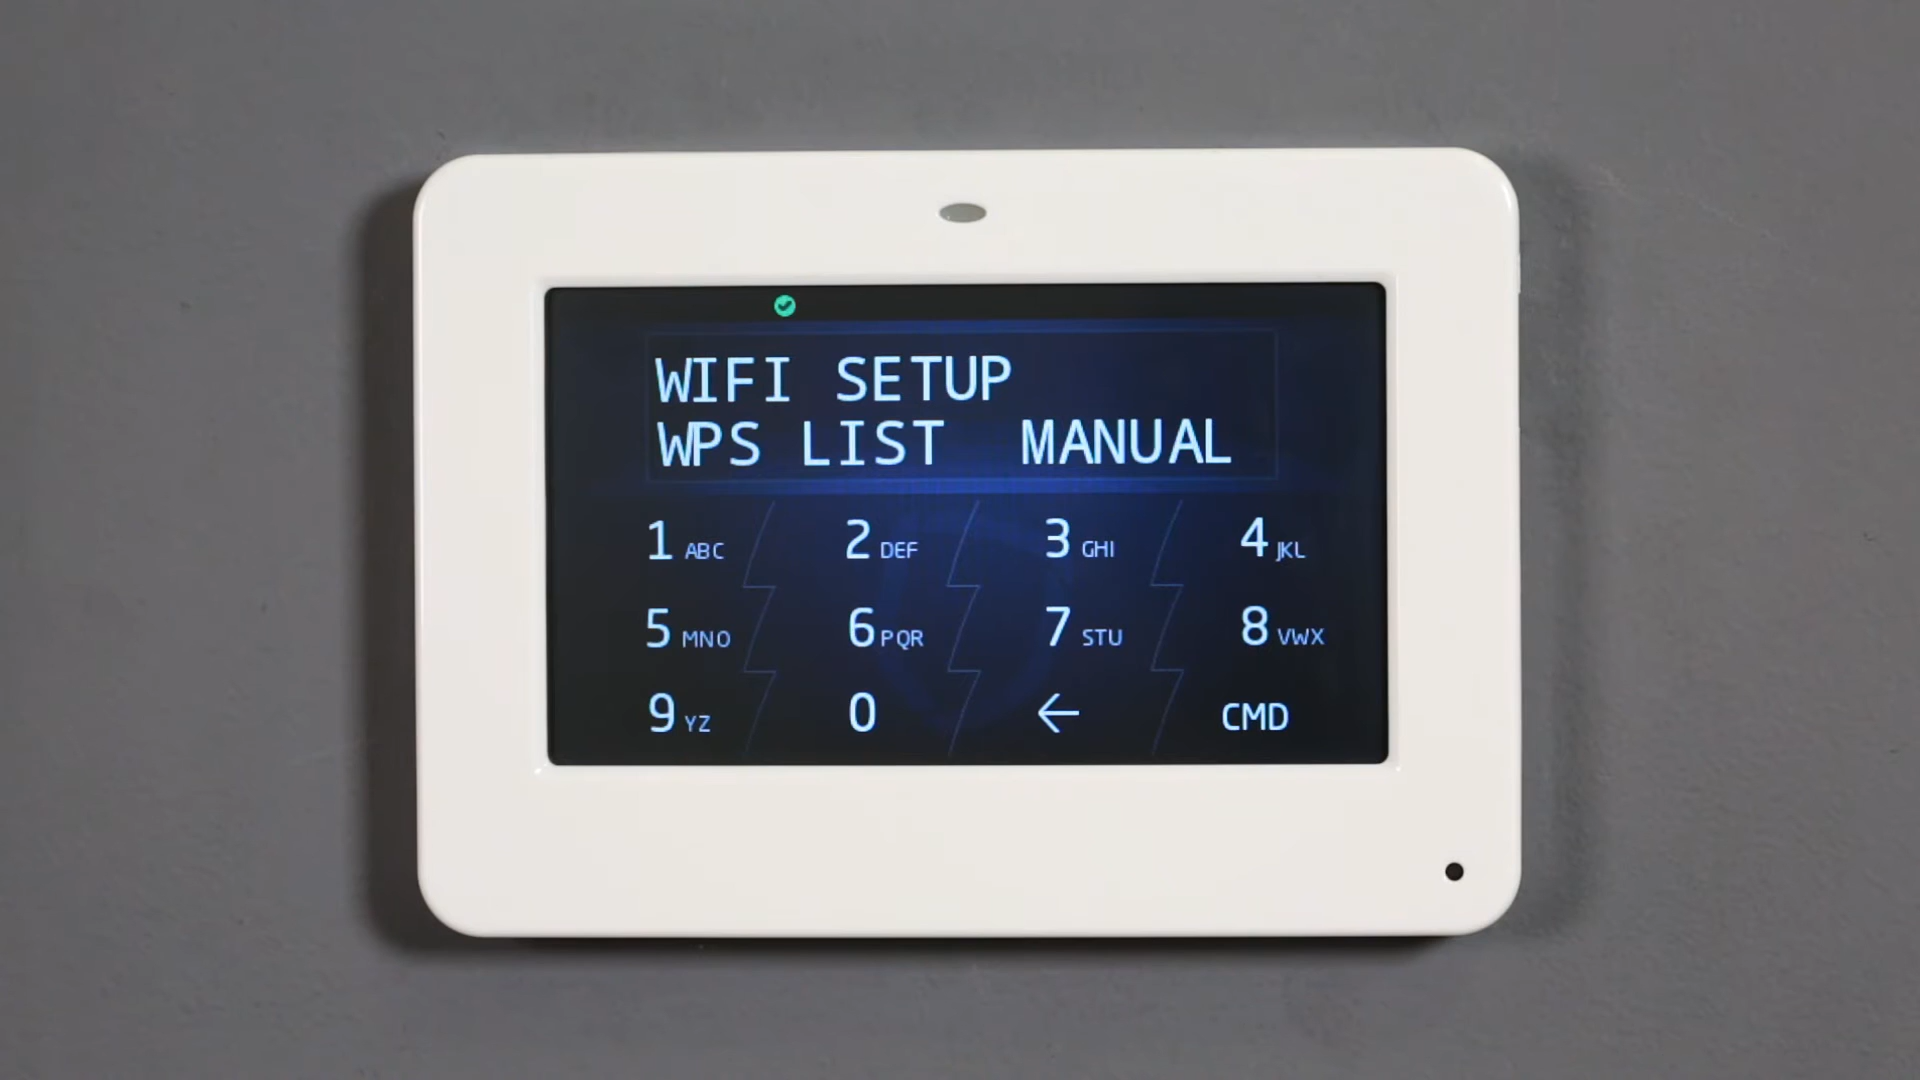 WIFI SETUP
WPS LIST MANUAL
1 ABC 2 DEF 3 GHI 4 JKL
5 MNO 6 PQR 7 STU 8 VWX
9 YZ 0 ← CMD